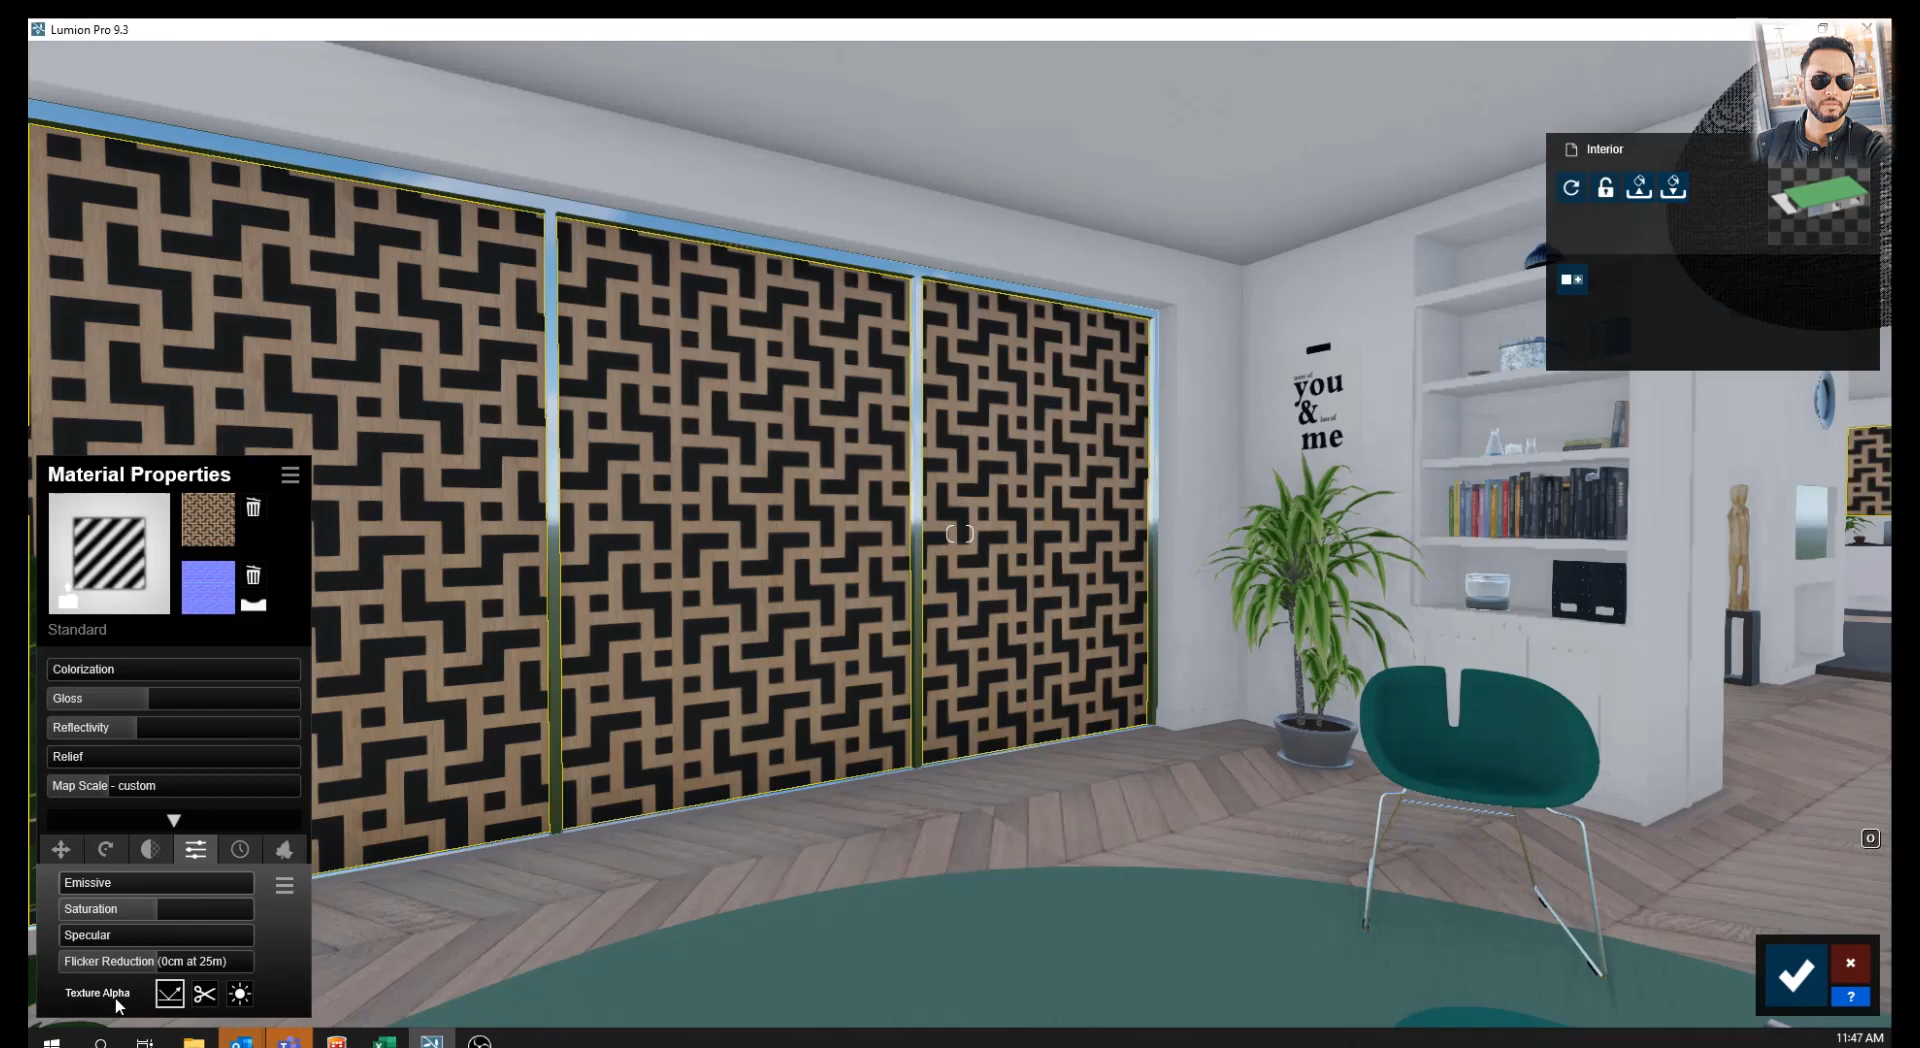 Lumion Pro 9.3
Interior
you
&
me
Material Properties
Standard
Colorization
Gloss
Reflectivity
Relief
Map Scale - custom
Emissive
Saturation
Specular
Flicker Reduction (0cm at 25m)
Texture Alpha
O
?
11:47 AM